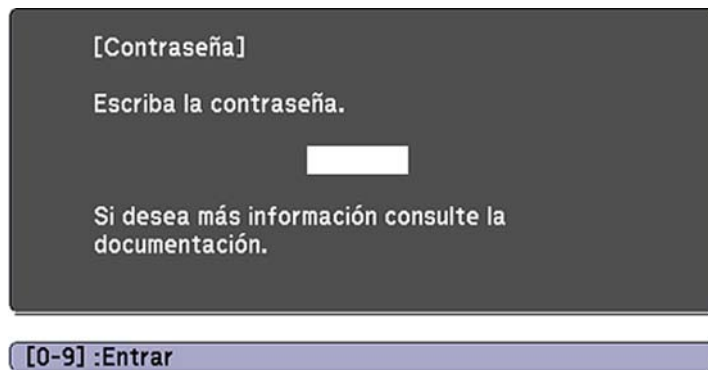 [Contraseña]
Escriba la contraseña.
Si desea más información consulte la
documentación.
[0-9] :Entrar